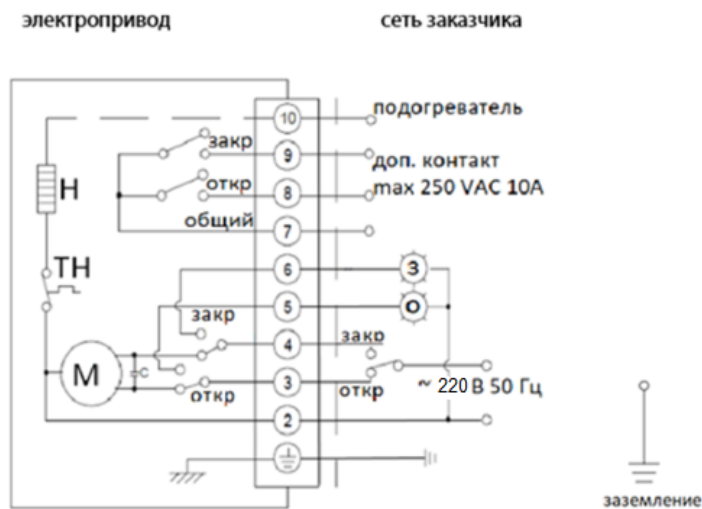 электропривод сеть заказчика
10 подогреватель
закр 9 доп. контакт
Н откр 8 max 250 VAC 10A
общий 7
ТН 6 З
закр 5 О
4 закр
М С 3 ~ 220 В 50 Гц
откр откр
2
заземление